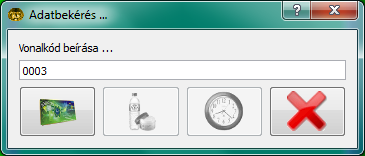 Adatbekérés ...
Vonalkód beírása ...
0003